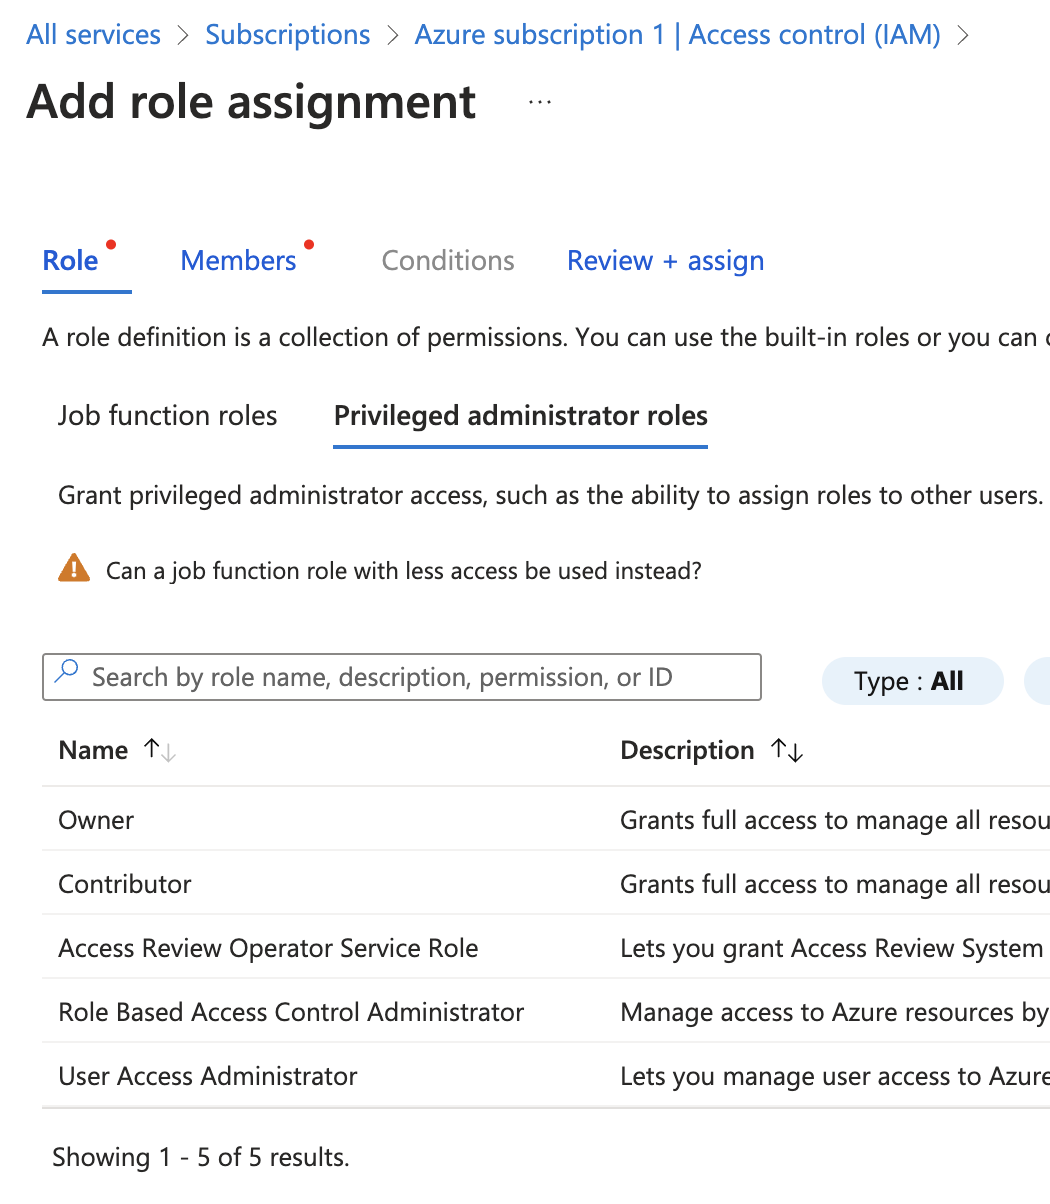 All services > Subscriptions > Azure subscription 1 | Access control (IAM) >
Add role assignment ...
Role Members Conditions Review + assign
A role definition is a collection of permissions. You can use the built-in roles or you can
Job function roles Privileged administrator roles
Grant privileged administrator access, such as the ability to assign roles to other users.
Can a job function role with less access be used instead?
Search by role name, description, permission, or ID Type : All
Name ↑↓ Description ↑↓
Owner Grants full access to manage all resou
Contributor Grants full access to manage all resou
Access Review Operator Service Role Lets you grant Access Review System
Role Based Access Control Administrator Manage access to Azure resources by
User Access Administrator Lets you manage user access to Azure
Showing 1 - 5 of 5 results.